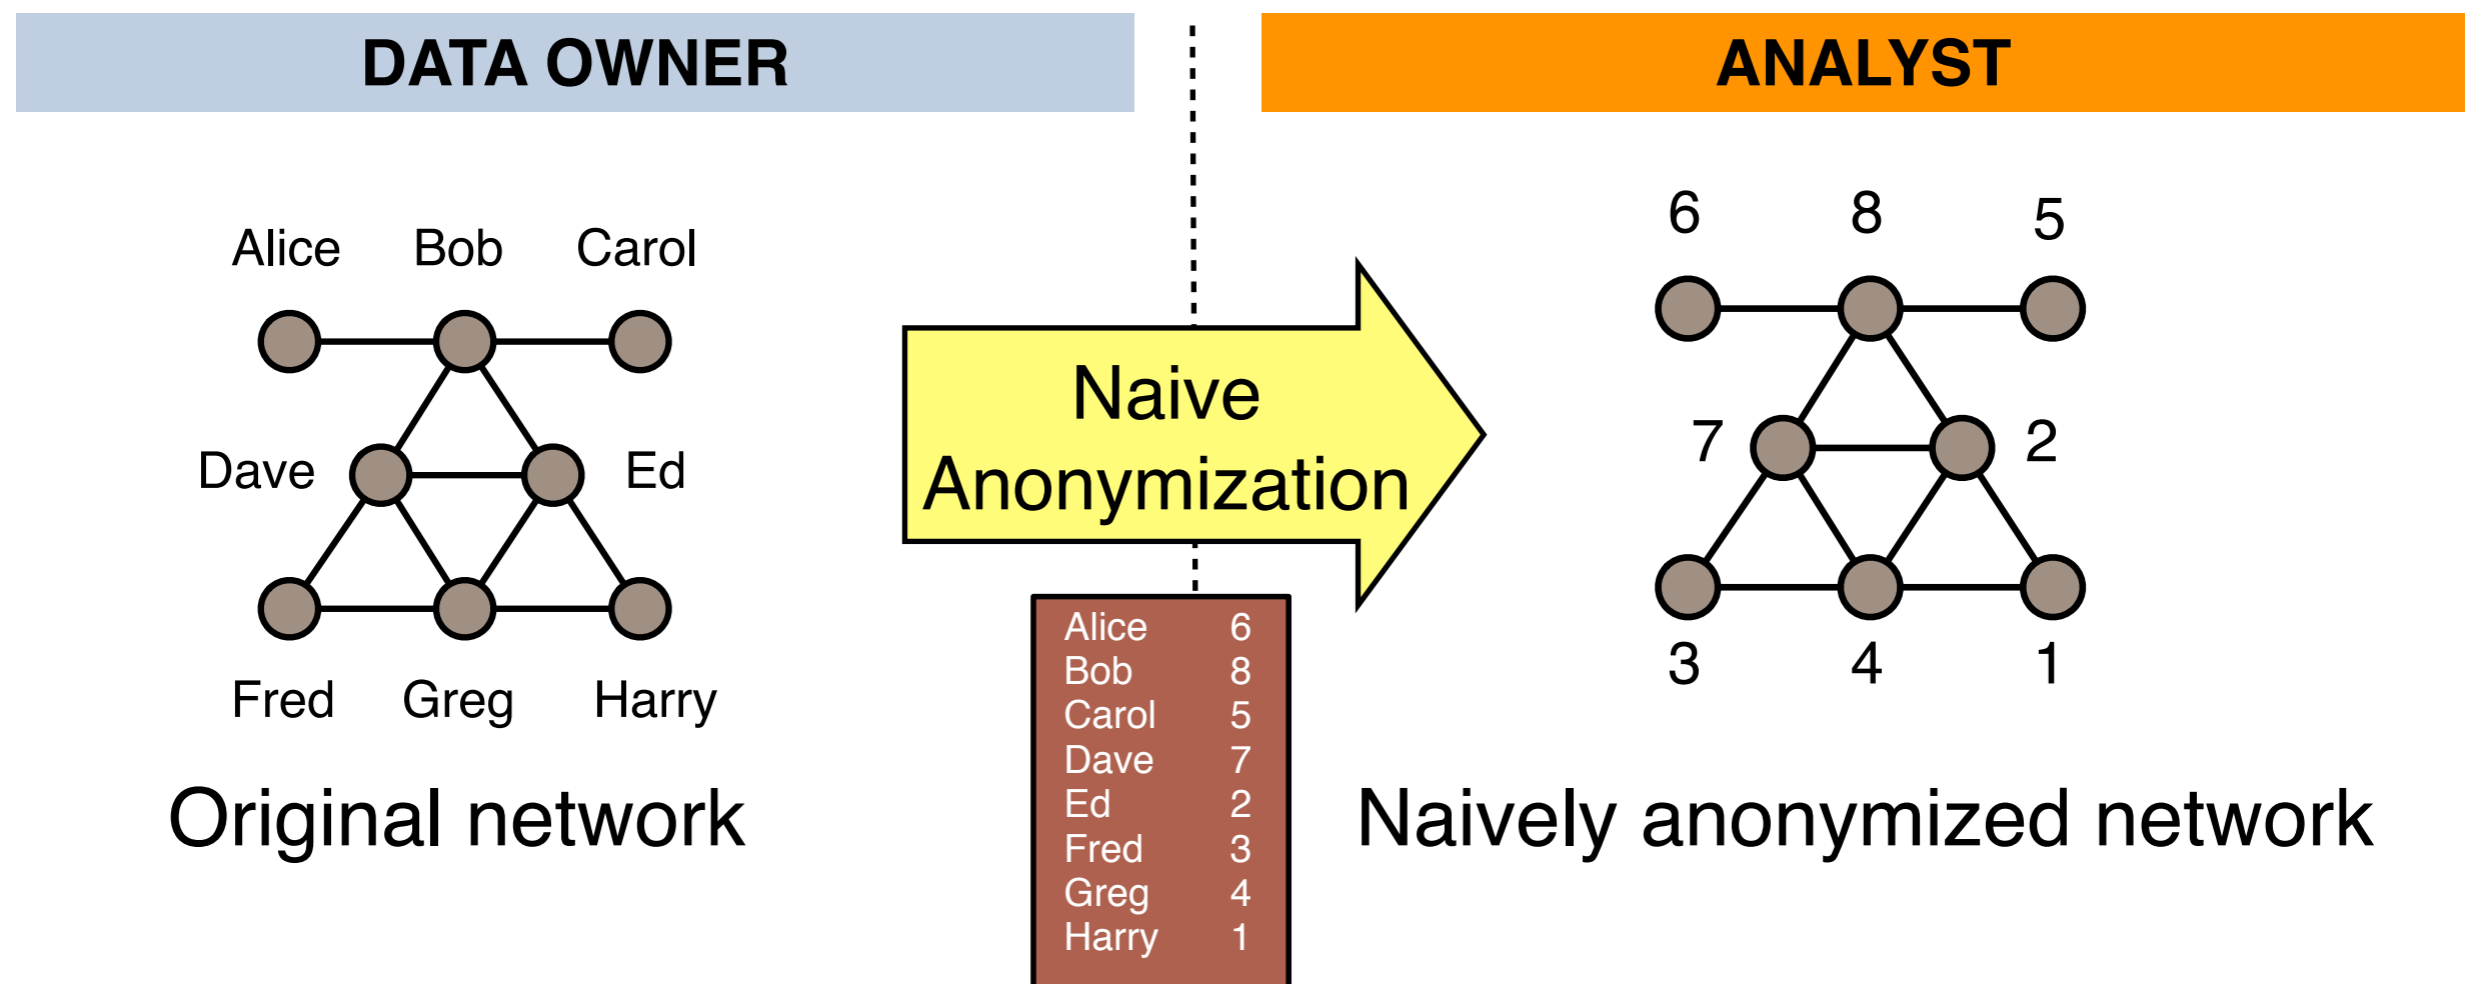 DATA OWNER
ANALYST
Alice Bob Carol
Dave Ed
Fred Greg Harry
Original network
Naive
Anonymization
Alice 6
Bob 8
Carol 5
Dave 7
Ed 2
Fred 3
Greg 4
Harry 1
6 8 5
7 2
3 4 1
Naively anonymized network